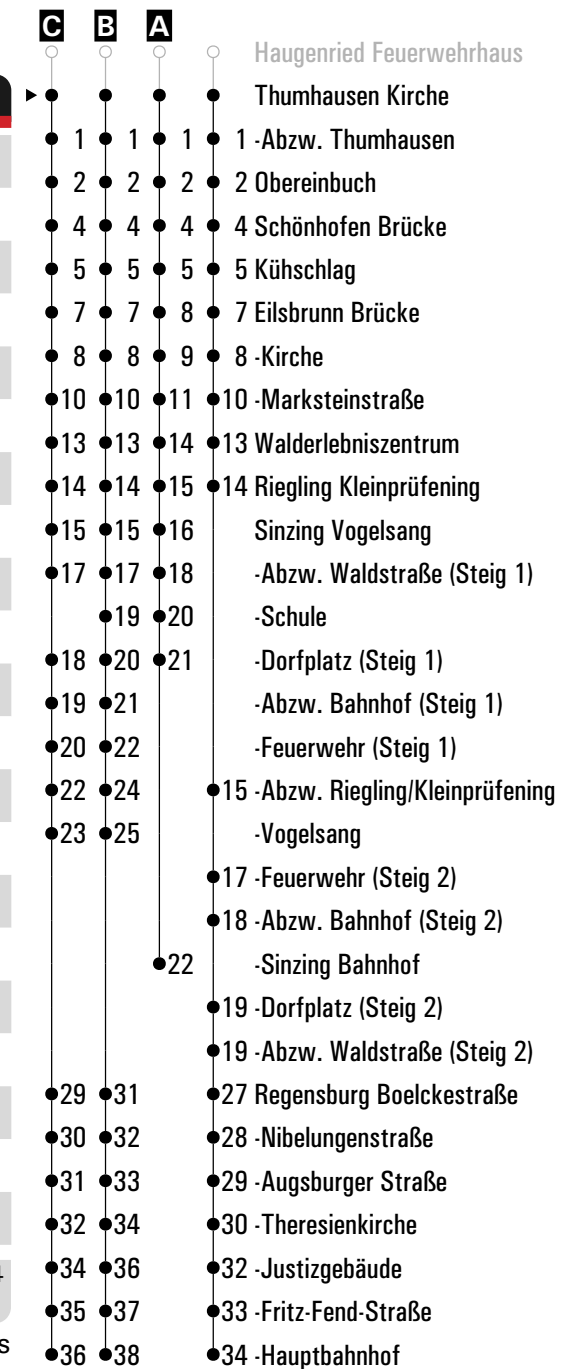 C B A
Haugenried Feuerwehrhaus
Thumhausen Kirche
1 1 1 1 -Abzw. Thumhausen
2 2 2 2 Obereinbuch
4 4 4 4 Schönhofen Brücke
5 5 5 5 Kühschlag
7 7 8 7 Eilsbrunn Brücke
8 8 9 8 -Kirche
10 10 11 10 -Marksteinstraße
13 13 14 13 Walderlebniszentrum
14 14 15 14 Riegling Kleinprüfening
15 15 16 Sinzing Vogelsang
17 17 18 -Abzw. Waldstraße (Steig 1)
19 20 -Schule
18 20 21 -Dorfplatz (Steig 1)
19 21 -Abzw. Bahnhof (Steig 1)
20 22 -Feuerwehr (Steig 1)
22 24 15 -Abzw. Riegling/Kleinprüfening
23 25 -Vogelsang
17 -Feuerwehr (Steig 2)
18 -Abzw. Bahnhof (Steig 2)
22 -Sinzing Bahnhof
19 -Dorfplatz (Steig 2)
19 -Abzw. Waldstraße (Steig 2)
29 31 27 Regensburg Boelckestraße
30 32 28 -Nibelungenstraße
31 33 29 -Augsburger Straße
32 34 30 -Theresienkirche
34 36 32 -Justizgebäude
35 37 33 -Fritz-Fend-Straße
s 36 38 34 -Hauptbahnhof